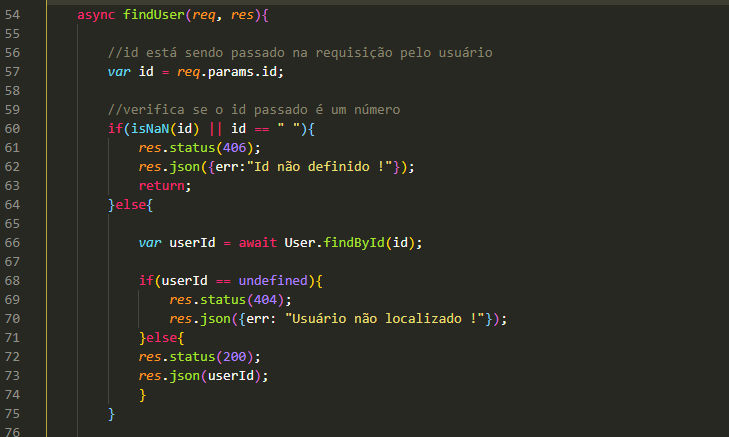 54 async findUser(req, res){
55
56 //id está sendo passado na requisição pelo usuário
57 var id = req.params.id;
58
59 //verifica se o id passado é um número
60 if(isNaN(id) || id == " "){
61 res.status(406);
62 res.json({err:"Id não definido !"});
63 return;
64 }else{
65
66 var userId = await User.findById(id);
67
68 if(userId == undefined){
69 res.status(404);
70 res.json({err: "Usuário não localizado !"});
71 }else{
72 res.status(200);
73 res.json(userId);
74 }
75 }
76